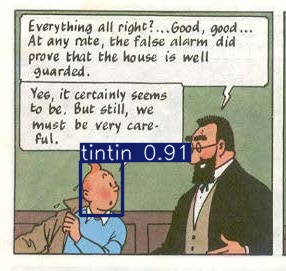 Everything all right?...Good, good...
At any rate, the false alarm did
prove that the house is well
guarded.
Yes, it certainly seems
to be. But still, we
must be very care-
ful.
tintin 0.91